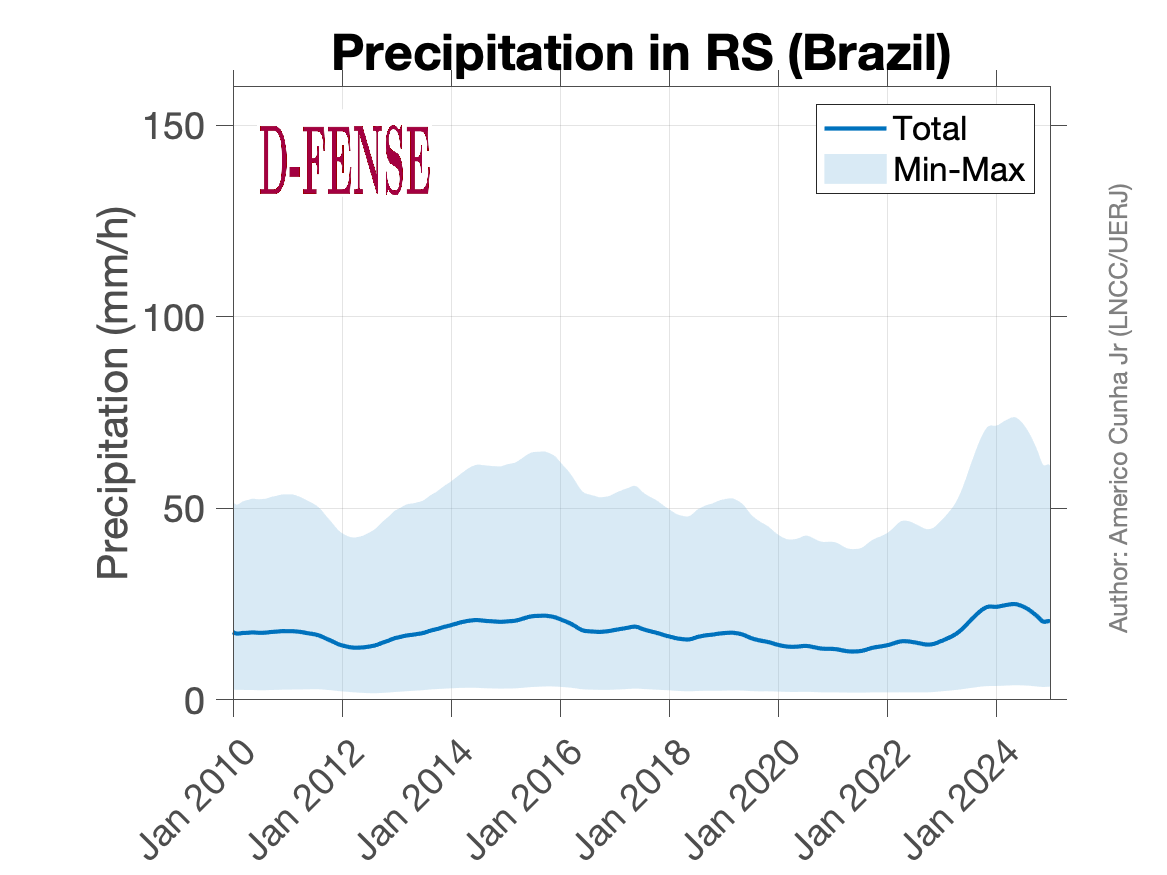 Precipitation in RS (Brazil)
D-FENSE
Total
Min-Max
Precipitation (mm/h)
150
100
50
0
Jan 2010
Jan 2012
Jan 2014
Jan 2016
Jan 2018
Jan 2020
Jan 2022
Jan 2024
Author: Americo Cunha Jr (LNCC/UERJ)